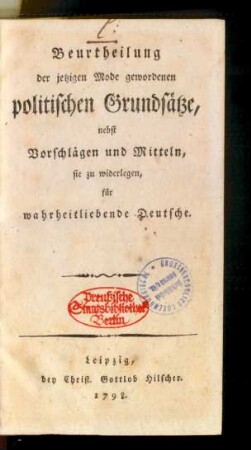 Beurtheilung
der jetzigen Mode gewordenen
politischen Grundsätze,
nebst
Vorschlägen und Mitteln,
sie zu widerlegen,
für
wahrheitliebende Deutsche.
Preußische
Staatsbibliothek
Berlin
Leipzig,
bey Christ. Gottlob Hilscher.
1792.